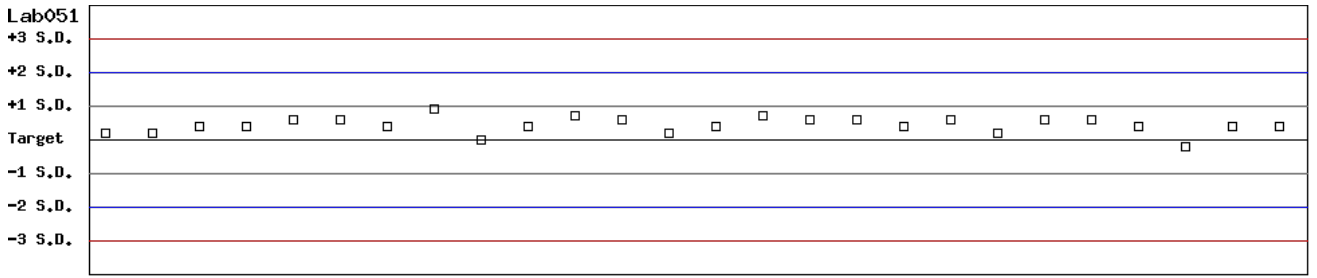 Lab051
+3 S.D.
+2 S.D.
+1 S.D.
Target
-1 S.D.
-2 S.D.
-3 S.D.